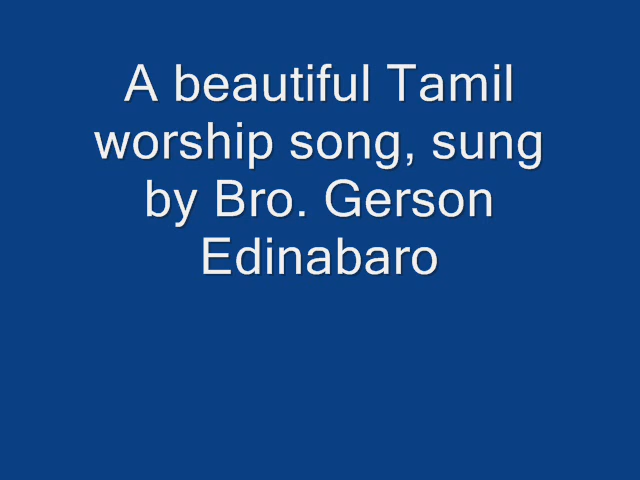 A beautiful Tamil
worship song, sung
by Bro. Gerson
Edinabaro